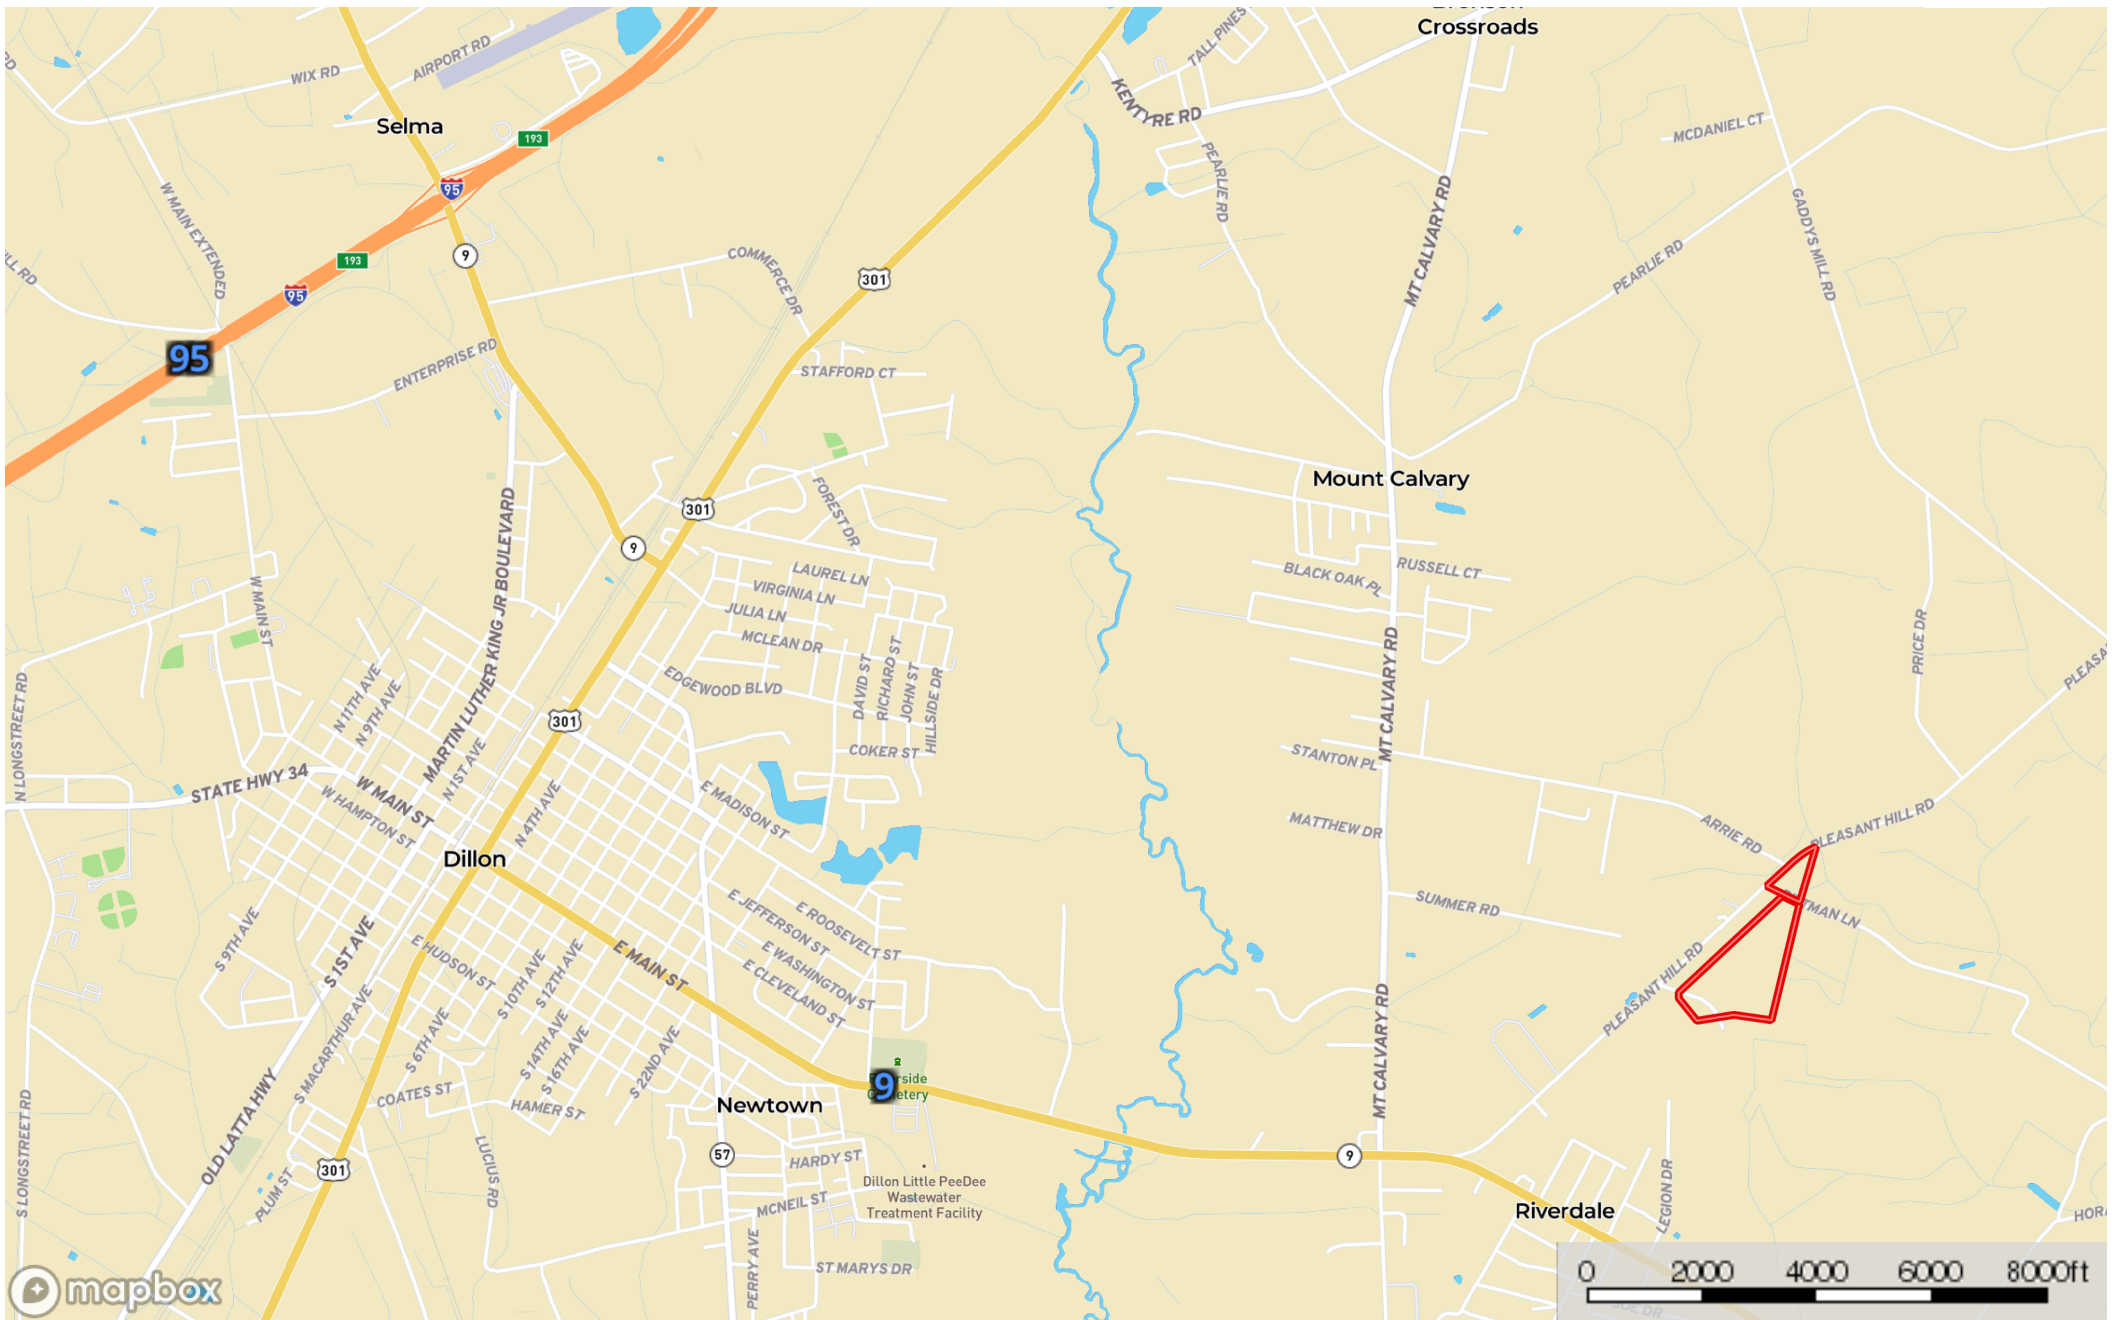 Crossroads
TALL PINES
AIRPORT RD
WIX RD
KENTYRE RD
MCDANIEL CT
Selma
193
95
W MAIN EXTENDED
PEARLIE RD
MT CALVARY RD
GADDYS MILL RD
9
193
95
COMMERCE DR
301
PEARLIE RD
95
ENTERPRISE RD
STAFFORD CT
Mount Calvary
FOREST DR
301
9
MARTIN LUTHER KING JR BOULEVARD
LAUREL LN
VIRGINIA LN
JULIA LN
MCLEAN DR
BLACK OAK PL
RUSSELL CT
W MAIN ST
PRICE DR
MT CALVARY RD
N LONGSTREET RD
N 11TH AVE
N 9TH AVE
EDGEWOOD BLVD
DAVID ST
RICHARD ST
JOHN ST
HILLSIDE DR
301
N 1ST AVE
COKER ST
STANTON PL
STATE HWY 34
W MAIN ST
W HAMPTON ST
N 4TH AVE
E MADISON ST
MATTHEW DR
ARRIE RD
PLEASANT HILL RD
Dillon
SUMMER RD
S 9TH AVE
S 1ST AVE
E HUDSON ST
S 10TH AVE
S 12TH AVE
E MAIN ST
E JEFFERSON ST
E ROOSEVELT ST
E WASHINGTON ST
E CLEVELAND ST
PLEASANT HILL RD
MT CALVARY RD
S MACARTHUR AVE
S 6TH AVE
S 14TH AVE
S 16TH AVE
S 22ND AVE
9
COATES ST
HAMER ST
Newtown
OLD LATTA HWY
S LONGSTREET RD
PLUM ST
301
LUCIUS RD
57
HARDY ST
MCNEIL ST
PERRY AVE
ST MARYS DR
Dillon Little PeeDee
Wastewater
Treatment Facility
9
Riverdale
LEGION DR
0 2000 4000 6000 8000ft
mapbox